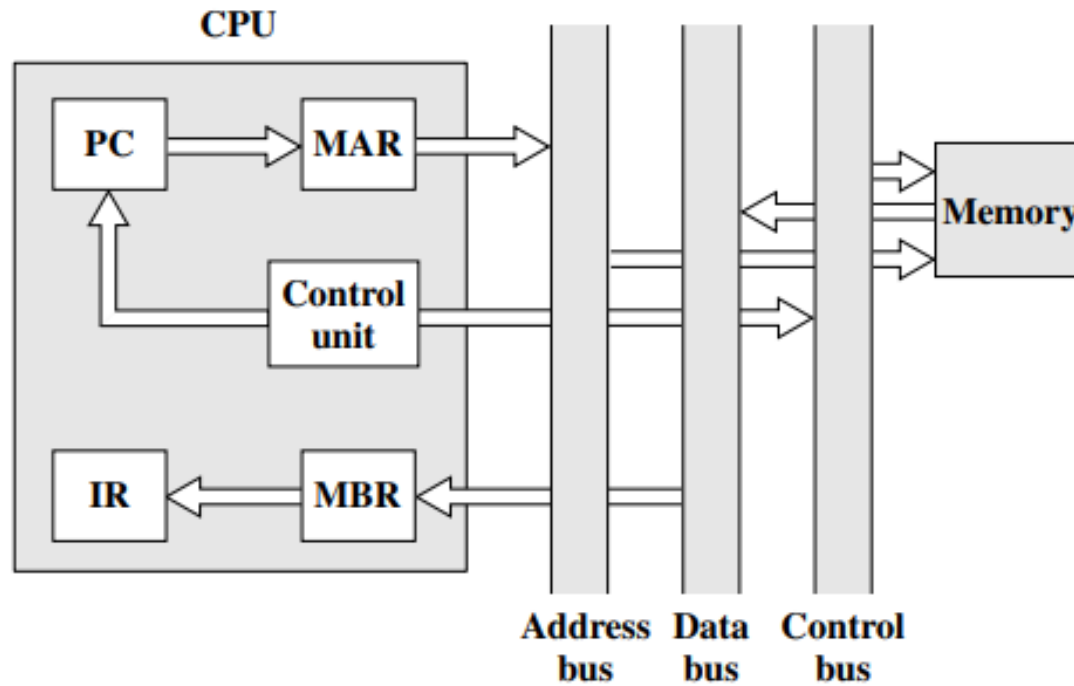 CPU
PC
MAR
Memory
Control
unit
IR
MBR
Address
bus
Data
bus
Control
bus